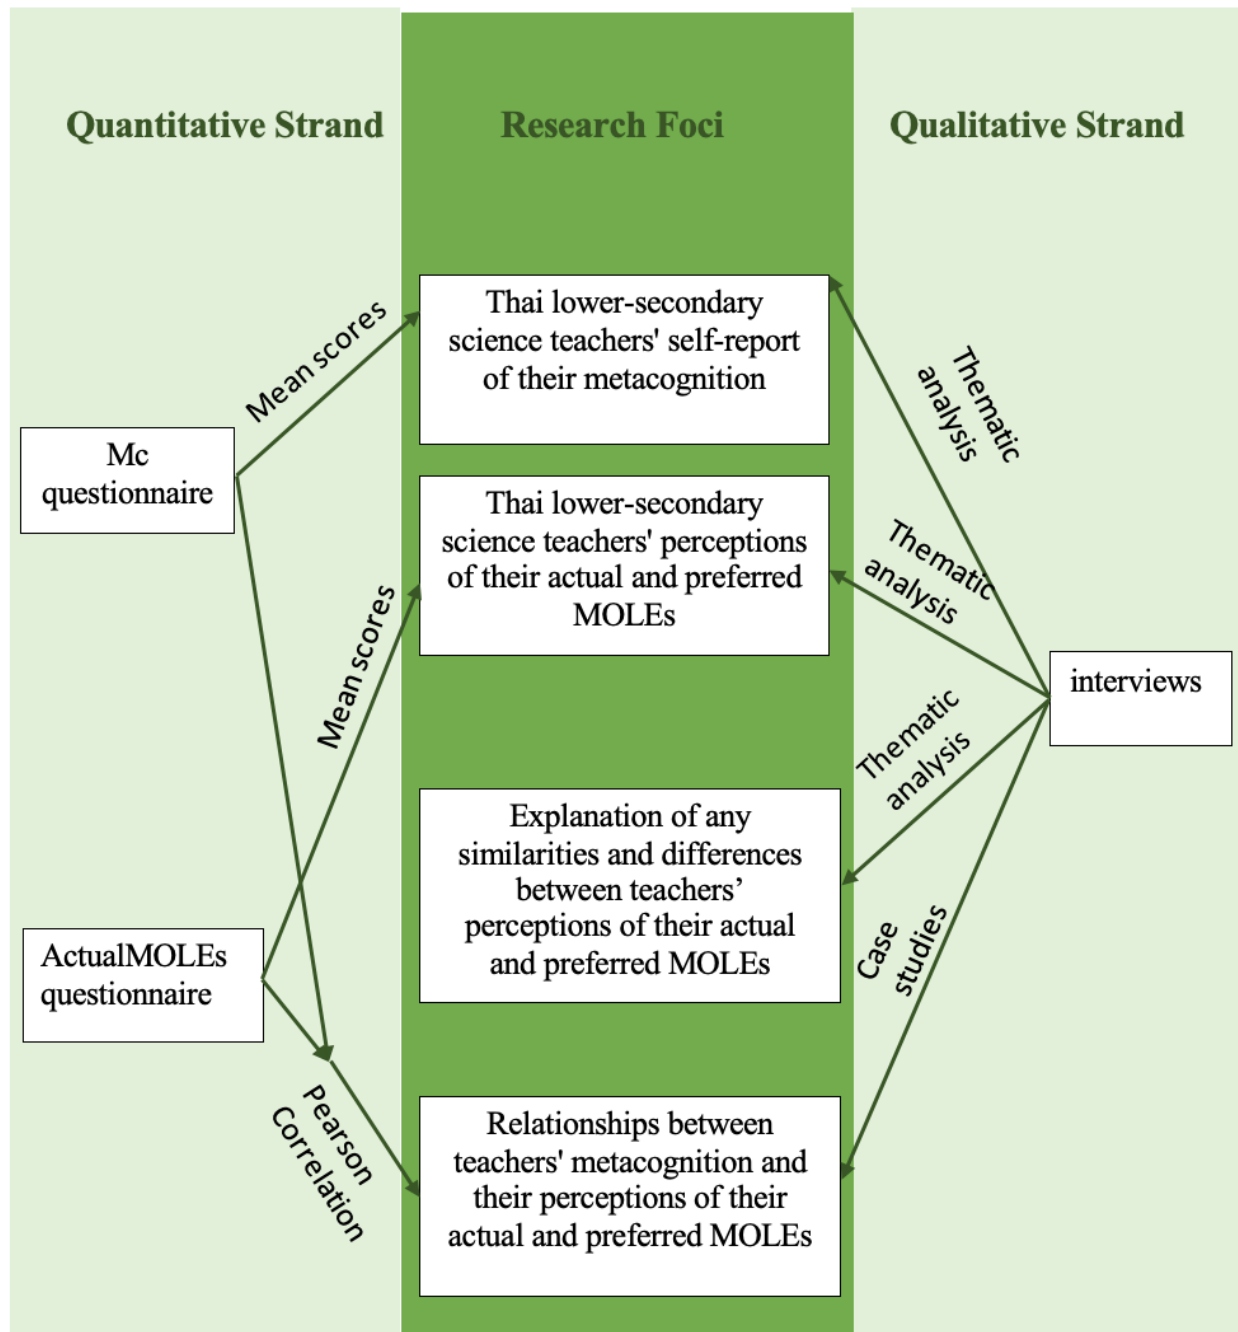 Quantitative Strand
Research Foci
Qualitative Strand
Mean scores
Thai lower-secondary
science teachers' self-report
of their metacognition
Thematic
analysis
Mc
questionnaire
Thai lower-secondary
science teachers' perceptions
of their actual and preferred
MOLEs
Thematic
analysis
Mean scores
interviews
Thematic
analysis
Explanation of any
similarities and differences
between teachers’
perceptions of their actual
and preferred MOLEs
ActualMOLEs
questionnaire
Case
studies
Pearson
Correlation
Relationships between
teachers' metacognition and
their perceptions of their
actual and preferred MOLEs